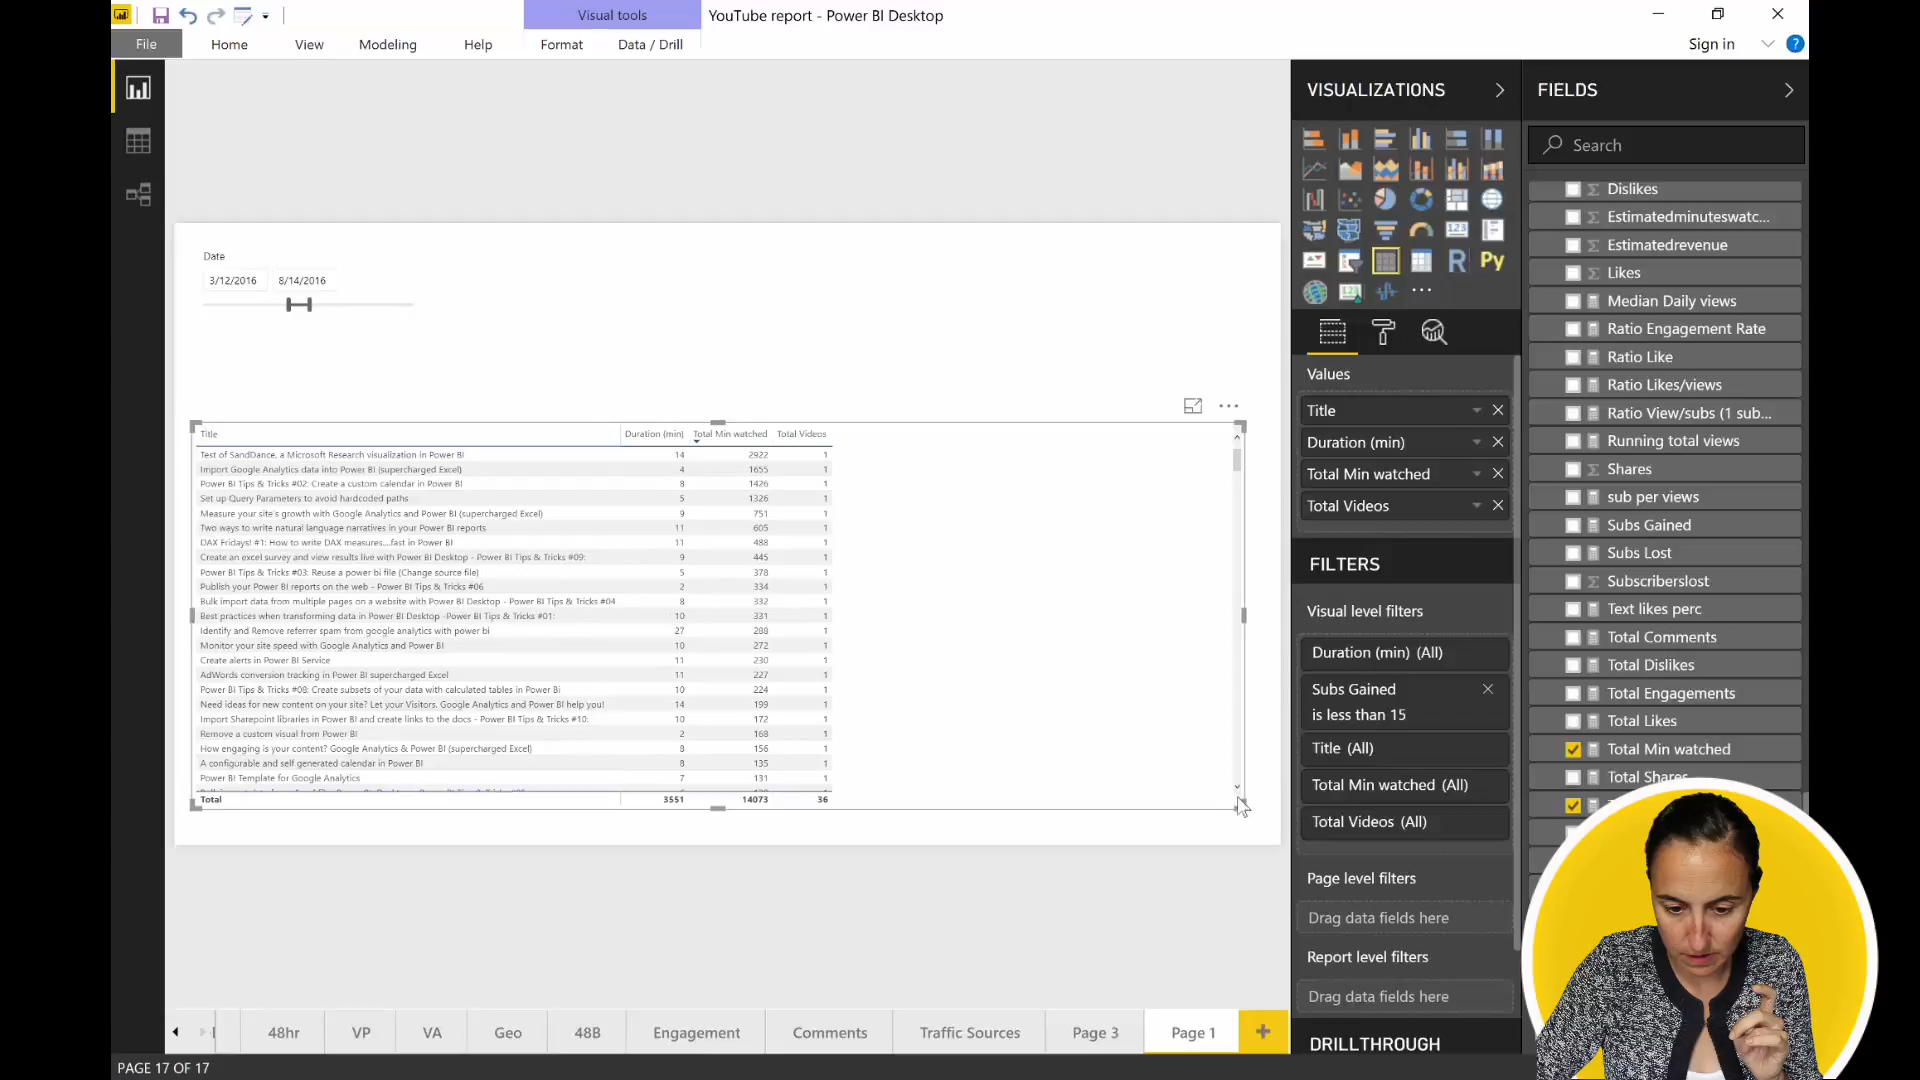 Visual tools
YouTube report - Power BI Desktop
File
Home
View
Modeling
Help
Format
Data / Drill
Sign in
?
VISUALIZATIONS
FIELDS
Search
Date
3/12/2016
8/14/2016
Title Duration (min) Total Min watched Total Videos
Test of SandDance, a Microsoft Research visualization in Power BI 14 2922 1
Import Google Analytics data into Power BI (supercharged Excel) 4 1655 1
Power BI Tips & Tricks #02: Create a custom calendar in Power BI 8 1426 1
Set up Query Parameters to avoid hardcoded paths 5 1326 1
Measure your site's growth with Google Analytics and Power BI (supercharged Excel) 9 751 1
Two ways to write natural language narratives in your Power BI reports 11 605 1
DAX Fridays! #1: How to write DAX measures....fast in Power BI 11 488 1
Create an excel survey and view results live with Power BI Desktop - Power BI Tips & Tricks #09: 9 445 1
Power BI Tips & Tricks #03: Reuse a power bi file (Change source file) 5 378 1
Publish your Power BI reports on the web - Power BI Tips & Tricks #06 2 334 1
Bulk import data from multiple pages on a website with Power BI Desktop - Power BI Tips & Tricks #04 8 332 1
Best practices when transforming data in Power BI Desktop -Power BI Tips & Tricks #01: 10 331 1
Identify and Remove referrer spam from google analytics with power bi 27 288 1
Monitor your site speed with Google Analytics and Power BI 10 272 1
Create alerts in Power BI Service 11 230 1
AdWords conversion tracking in Power BI supercharged Excel 11 227 1
Power BI Tips & Tricks #08: Create subsets of your data with calculated tables in Power Bi 10 224 1
Need ideas for new content on your site? Let your Visitors, Google Analytics and Power BI help you! 14 199 1
Import Sharepoint libraries in Power BI and create links to the docs - Power BI Tips & Tricks #10: 10 172 1
Remove a custom visual from Power BI 2 168 1
How engaging is your content? Google Analytics & Power BI (supercharged Excel) 8 156 1
A configurable and self generated calendar in Power BI 8 135 1
Power BI Template for Google Analytics 7 131 1
Total 3551 14073 36
123
R
Py
123
Values
Title
Duration (min)
Total Min watched
Total Videos
FILTERS
Visual level filters
Duration (min) (All)
Subs Gained
is less than 15
Title (All)
Total Min watched (All)
Total Videos (All)
Page level filters
Drag data fields here
Report level filters
Drag data fields here
DRILLTHROUGH
Dislikes
Estimatedminuteswatc...
Estimatedrevenue
Likes
Median Daily views
Ratio Engagement Rate
Ratio Like
Ratio Likes/views
Ratio View/subs (1 sub...
Running total views
Shares
sub per views
Subs Gained
Subs Lost
Subscriberslost
Text likes perc
Total Comments
Total Dislikes
Total Engagements
Total Likes
Total Min watched
Total Shares
48hr
VP
VA
Geo
48B
Engagement
Comments
Traffic Sources
Page 3
Page 1
PAGE 17 OF 17